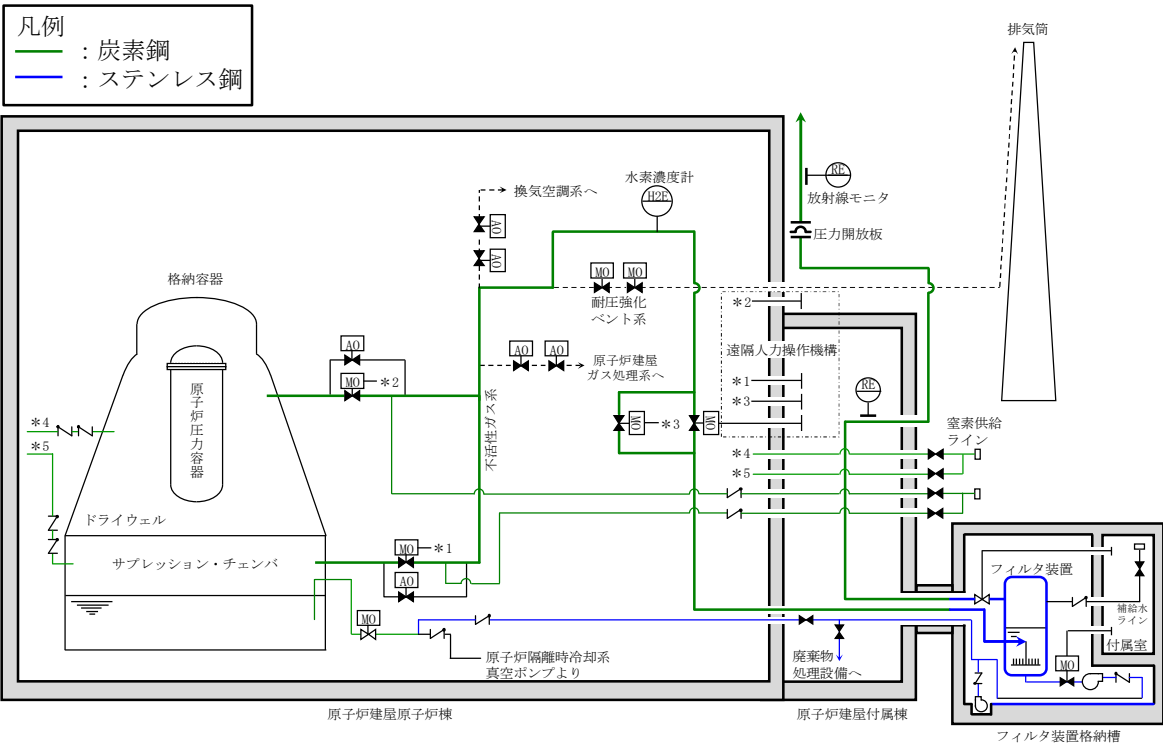 凡例
：炭素鋼
：ステンレス鋼
排気筒
水素濃度計
H2E
RE
放射線モニタ
換気空調系へ
AO
AO
圧力開放板
格納容器
MO
MO
耐圧強化
ベント系
＊2
遠隔人力操作機構
AO
MO
＊2
AO
AO
原子炉建屋
ガス処理系へ
＊1
＊3
RE
原子炉圧力容器
不活性ガス系
MO
＊3
MO
＊4
＊5
＊4
＊5
窒素供給
ライン
ドライウェル
サプレッション・チェンバ
MO
＊1
AO
MO
原子炉隔離時冷却系
真空ポンプより
廃棄物
処理設備へ
フィルタ装置
補給水
ライン
付属室
MO
原子炉建屋原子炉棟
原子炉建屋付属棟
フィルタ装置格納槽